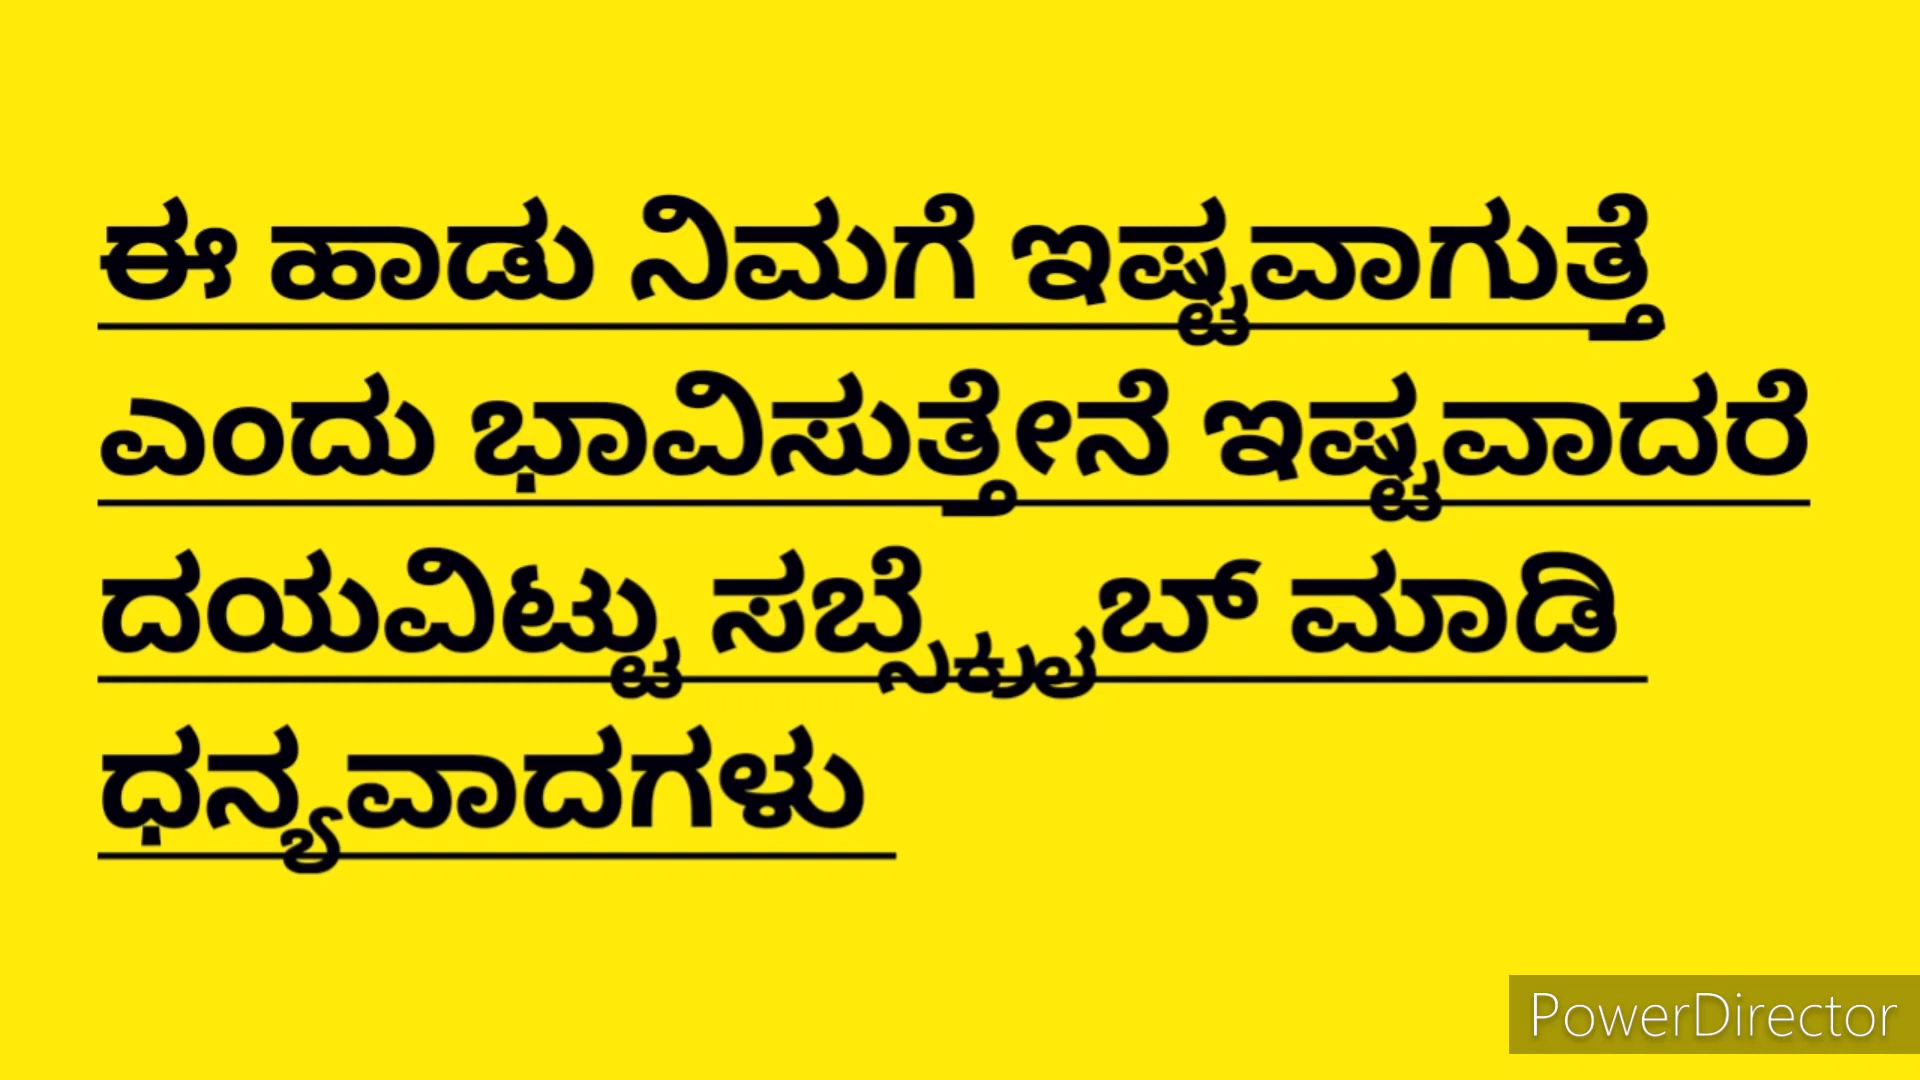 ಈ ಹಾಡು ನಿಮಗೆ ಇಷ್ಟವಾಗುತ್ತೆ
ಎಂದು ಭಾವಿಸುತ್ತೇನೆ ಇಷ್ಟವಾದರೆ
ದಯವಿಟ್ಟು ಸಬ್ಸ್ಕ್ರೈಬ್ ಮಾಡಿ
ಧನ್ಯವಾದಗಳು
PowerDirector